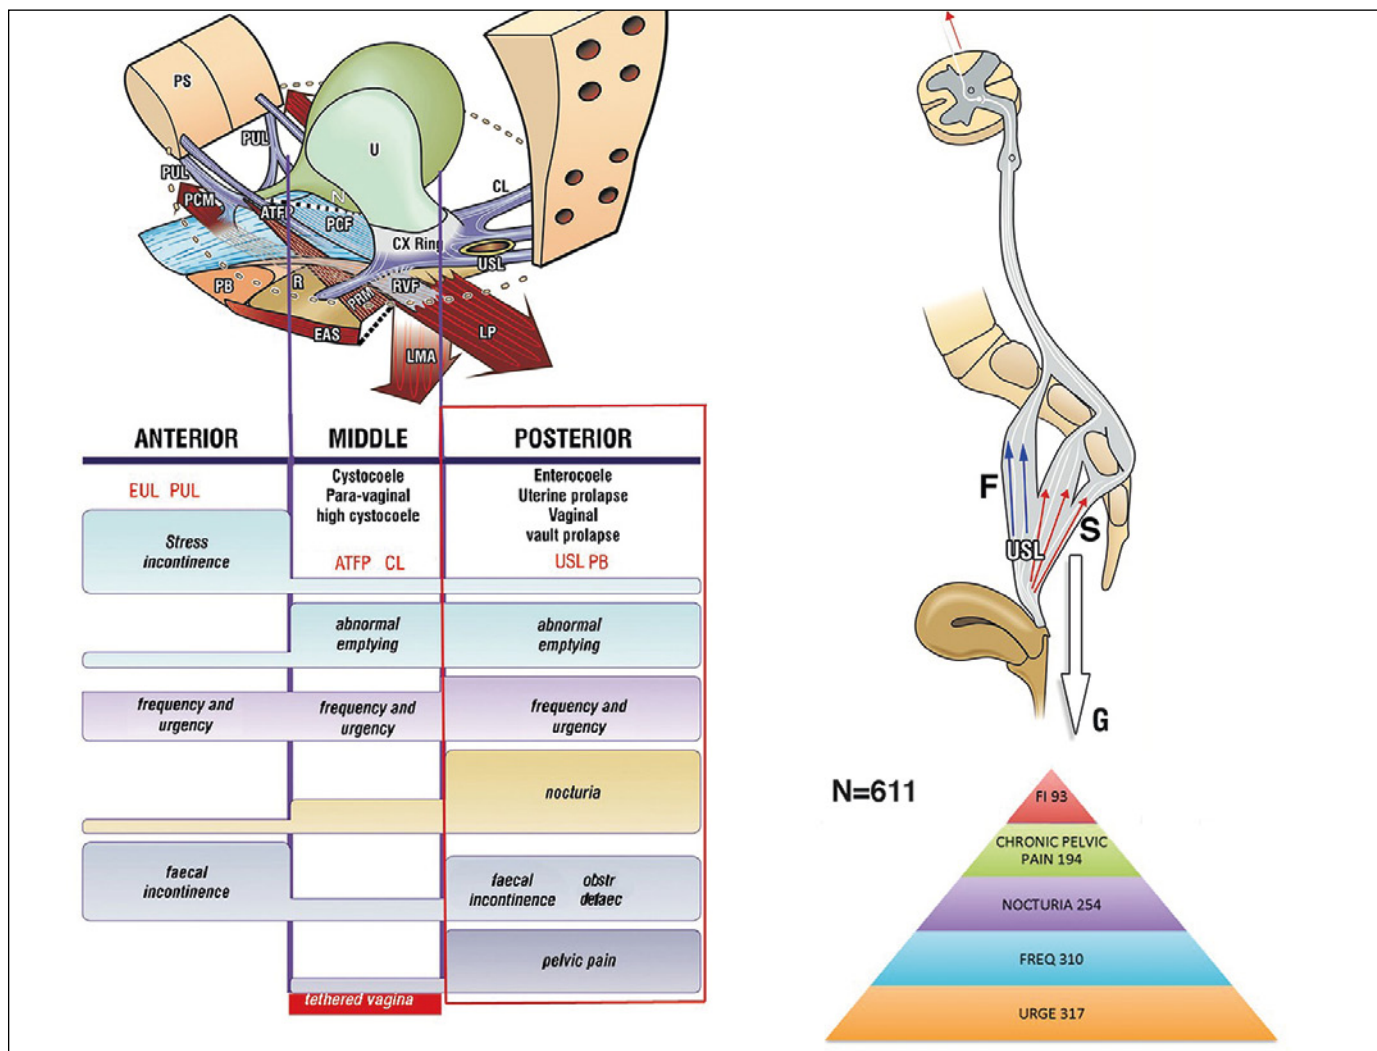 PS
PUL
PUL
PCM
ATFP
N
PCF
U
CL
CX Ring
USL
PB
R
PRM
RVF
EAS
LP
LMA
ANTERIOR
MIDDLE
POSTERIOR
EUL PUL
Cystocoele
Para-vaginal
high cystocoele
Enterocoele
Uterine prolapse
Vaginal
vault prolapse
Stress
incontinence
ATFP CL
USL PB
abnormal
emptying
abnormal
emptying
frequency and
urgency
frequency and
urgency
frequency and
urgency
nocturia
faecal
incontinence
faecal
incontinence
obstr
defaec
pelvic pain
tethered vagina
F
S
USL
G
N=611
FI 93
CHRONIC PELVIC
PAIN 194
NOCTURIA 254
FREQ 310
URGE 317